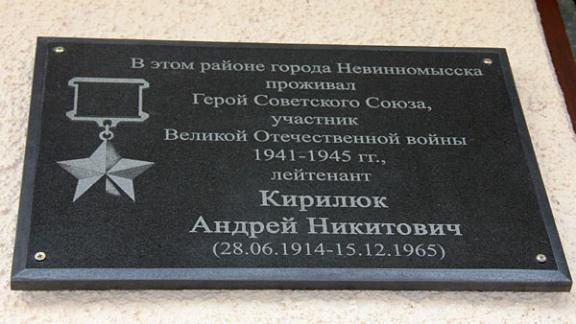 В этом районе города Невинномысска
проживал
Герой Советского Союза,
участник
Великой Отечественной войны
1941-1945 гг.,
лейтенант
Кирилюк
Андрей Никитович
(28.06.1914-15.12.1965)